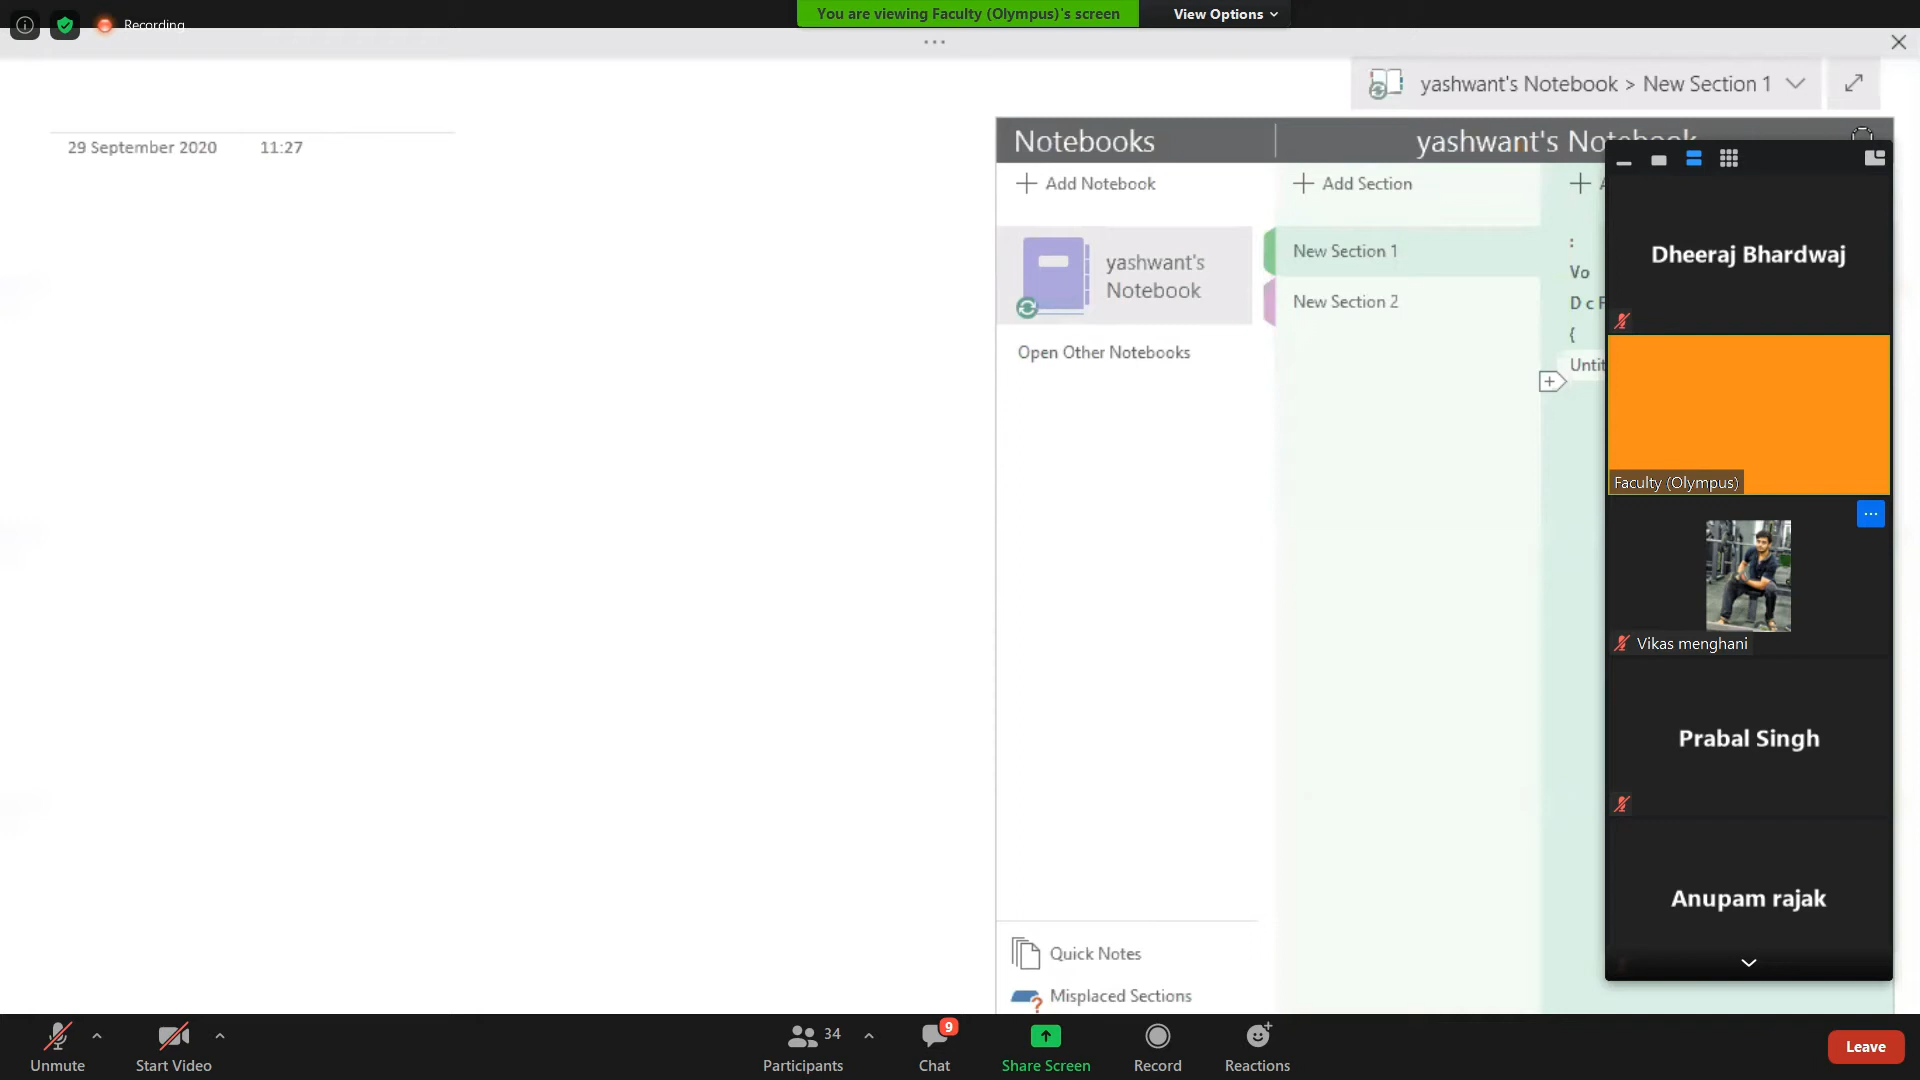 Recording
You are viewing Faculty (Olympus)'s screen
View Options
yashwant's Notebook > New Section 1
29 September 2020 11:27
Notebooks
yashwant's Notebook
Add Notebook
Add Section
yashwant's
Notebook
New Section 1
New Section 2
:
Vo
D c F
{
Untit
Open Other Notebooks
Quick Notes
Misplaced Sections
Dheeraj Bhardwaj
Faculty (Olympus)
Vikas menghani
Prabal Singh
Anupam rajak
Unmute
Start Video
34
Participants
9
Chat
Share Screen
Record
Reactions
Leave